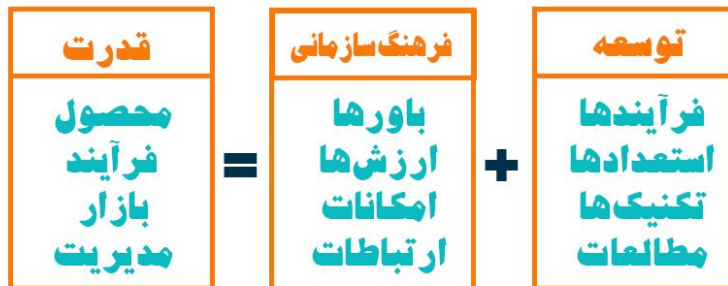 توسعه
فرآیندها
استعدادها
تکنیک‌ها
مطالعات
+
فرهنگ سازمانی
باورها
ارزش‌ها
امکانات
ارتباطات
=
قدرت
محصول
فرآیند
بازار
مدیریت